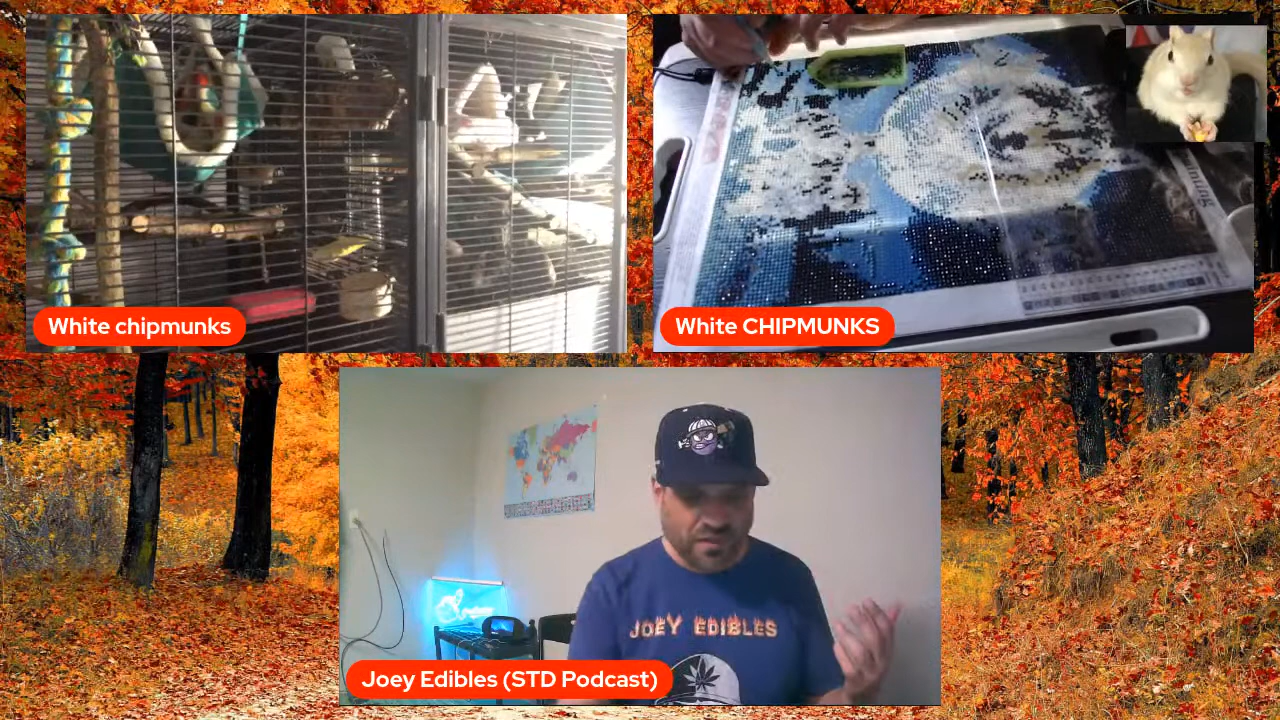 White chipmunks
White CHIPMUNKS
JOEY EDIBLES
Joey Edibles (STD Podcast)